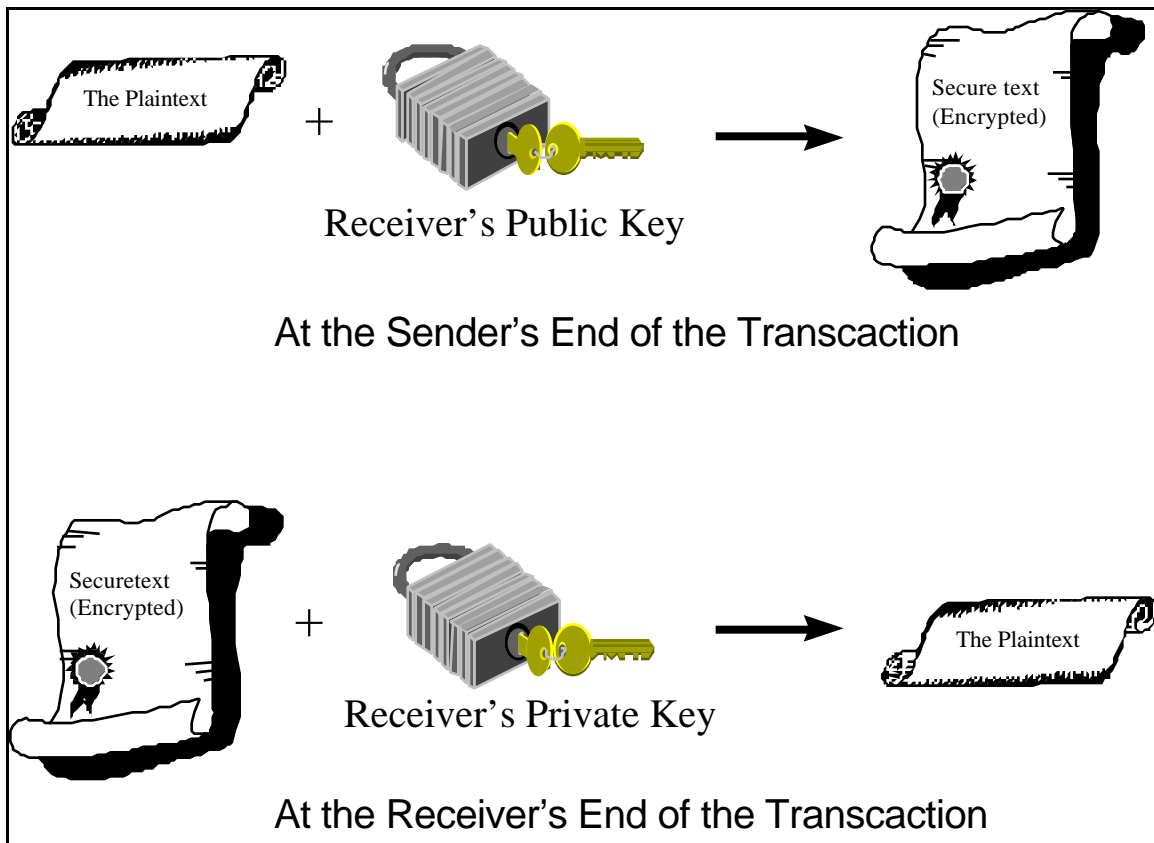 The Plaintext
+
Receiver's Public Key
Secure text
(Encrypted)
At the Sender's End of the Transcaction
Securetext
(Encrypted)
+
Receiver's Private Key
The Plaintext
At the Receiver's End of the Transcaction